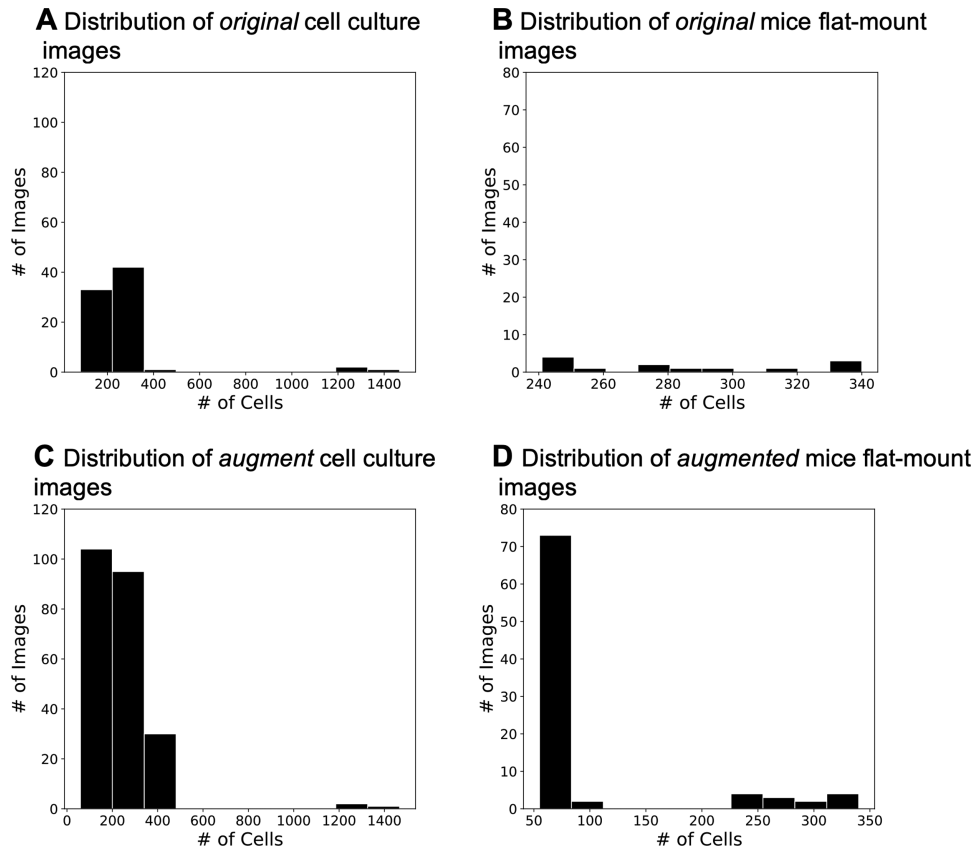 A Distribution of original cell culture
images
120
100
80
60
40
20
0
# of Images
200 400 600 800 1000 1200 1400
# of Cells
B Distribution of original mice flat-mount
images
80
70
60
50
40
30
20
10
0
# of Images
240 260 280 300 320 340
# of Cells
C Distribution of augment cell culture
images
120
100
80
60
40
20
0
# of Images
0 200 400 600 800 1000 1200 1400
# of Cells
D Distribution of augmented mice flat-mount
images
80
70
60
50
40
30
20
10
0
# of Images
50 100 150 200 250 300 350
# of Cells